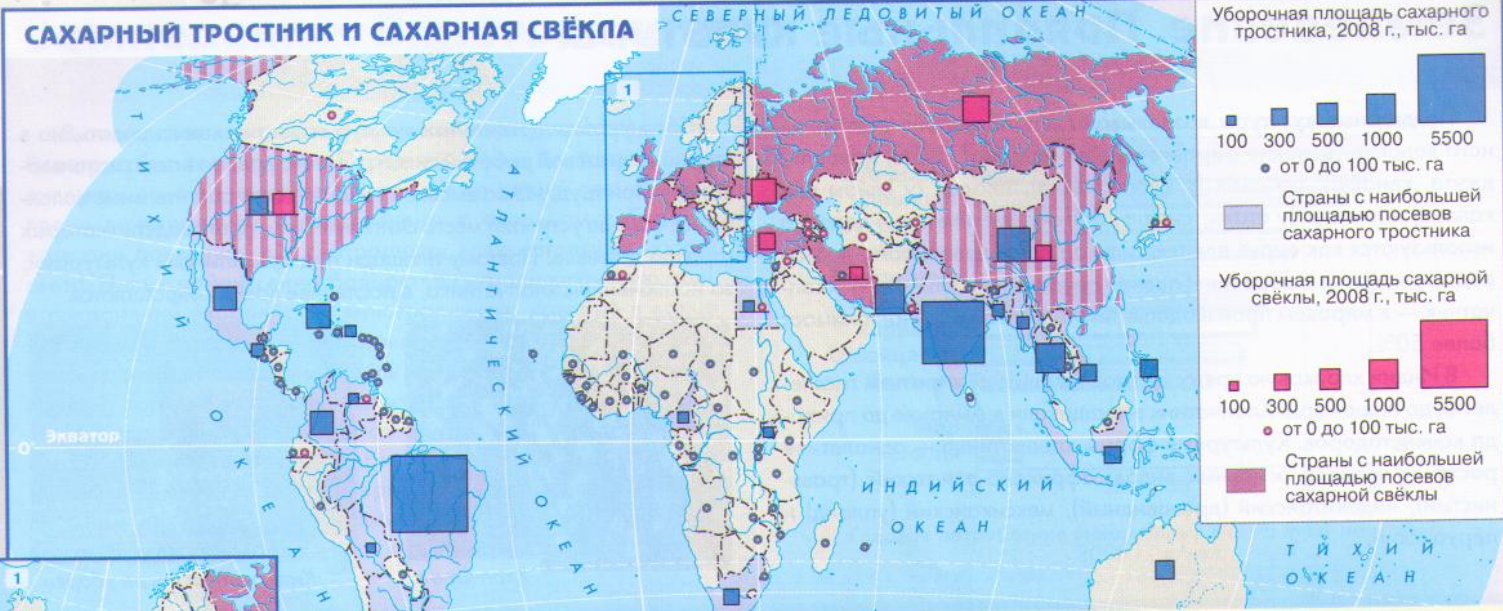 САХАРНЫЙ ТРОСТНИК И САХАРНАЯ СВЁКЛА
СЕВЕРНЫЙ ЛЕДОВИТЫЙ ОКЕАН
1
ТИХИЙ
ОКЕАН
АТЛАНТИЧЕСКИЙ
ОКЕАН
0° Экватор
ИНДИЙСКИЙ
ОКЕАН
ТИХИЙ
ОКЕАН
1
Уборочная площадь сахарного
тростника, 2008 г., тыс. га
100 300 500 1000 5500
от 0 до 100 тыс. га
Страны с наибольшей
площадью посевов
сахарного тростника
Уборочная площадь сахарной
свёклы, 2008 г., тыс. га
100 300 500 1000 5500
от 0 до 100 тыс. га
Страны с наибольшей
площадью посевов
сахарной свёклы